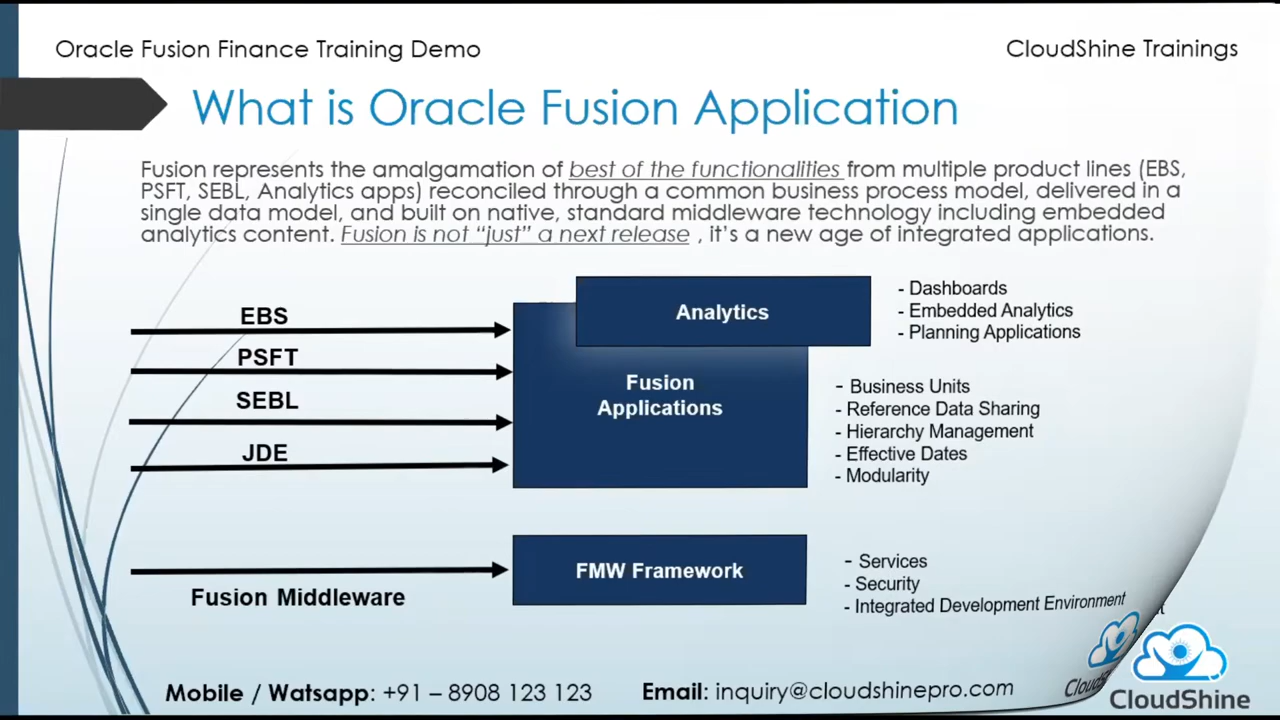 Oracle Fusion Finance Training Demo
CloudShine Trainings
What is Oracle Fusion Application
Fusion represents the amalgamation of best of the functionalities from multiple product lines (EBS,
PSFT, SEBL, Analytics apps) reconciled through a common business process model, delivered in a
single data model, and built on native, standard middleware technology including embedded
analytics content. Fusion is not “just” a next release , it’s a new age of integrated applications.
EBS
PSFT
SEBL
JDE
Analytics
- Dashboards
- Embedded Analytics
- Planning Applications
Fusion
Applications
- Business Units
- Reference Data Sharing
- Hierarchy Management
- Effective Dates
- Modularity
Fusion Middleware
FMW Framework
- Services
- Security
- Integrated Development Environment
Mobile / Watsapp: +91 – 8908 123 123
Email: inquiry@cloudshinepro.com
CloudShine